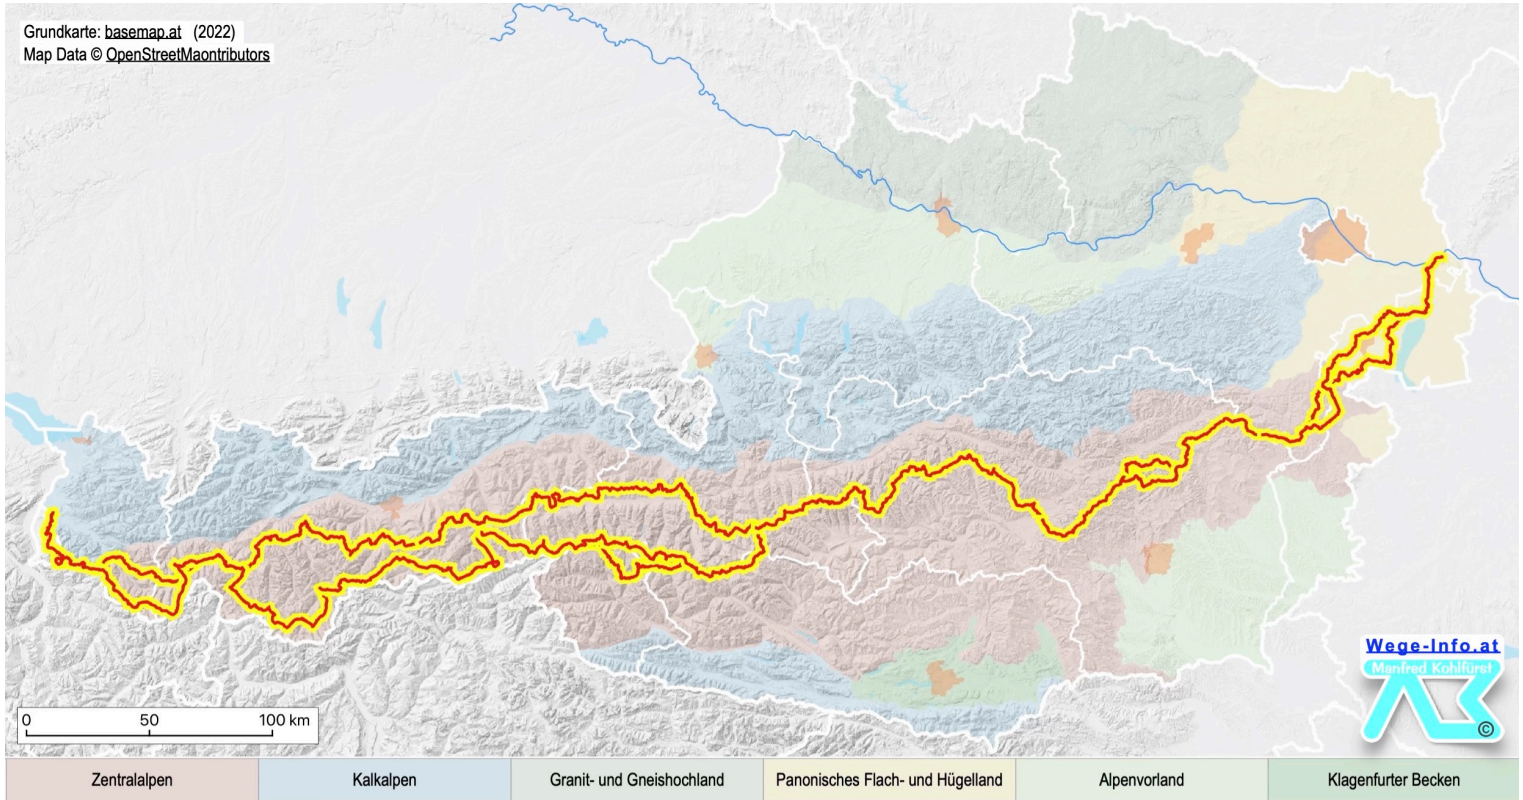 Grundkarte: basemap.at (2022)
Map Data © OpenStreetMaontributors
Wege-Info.at
Manfred Kohlfürst
©
0 50 100 km
Zentralalpen Kalkalpen Granit- und Gneishochland Panonisches Flach- und Hügelland Alpenvorland Klagenfurter Becken